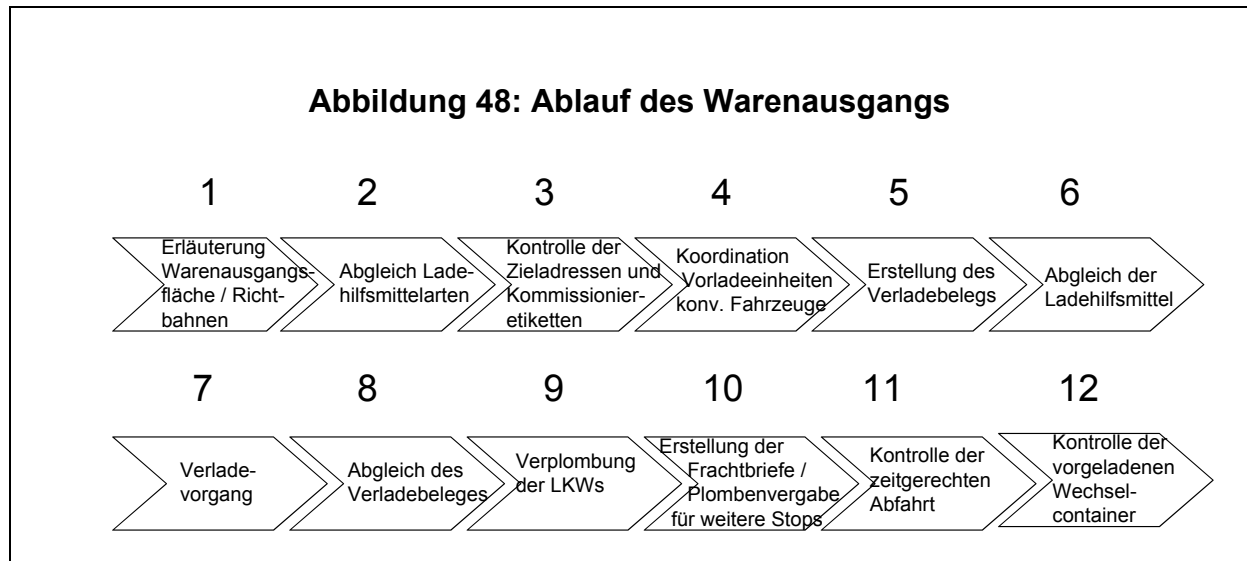 Abbildung 48: Ablauf des Warenausgangs
1
2
3
4
5
6
Erläuterung
Warenausgangs-
fläche / Richt-
bahnen
Abgleich Lade-
hilfsmittelarten
Kontrolle der
Zieladressen und
Kommissionier-
etiketten
Koordination
Vorladeeinheiten
konv. Fahrzeuge
Erstellung des
Verladebelegs
Abgleich der
Ladehilfsmittel
7
8
9
10
11
12
Verlade-
vorgang
Abgleich des
Verladebeleges
Verplombung
der LKWs
Erstellung der
Frachtbriefe /
Plombenvergabe
für weitere Stops
Kontrolle der
zeitgerechten
Abfahrt
Kontrolle der
vorgeladenen
Wechsel-
container